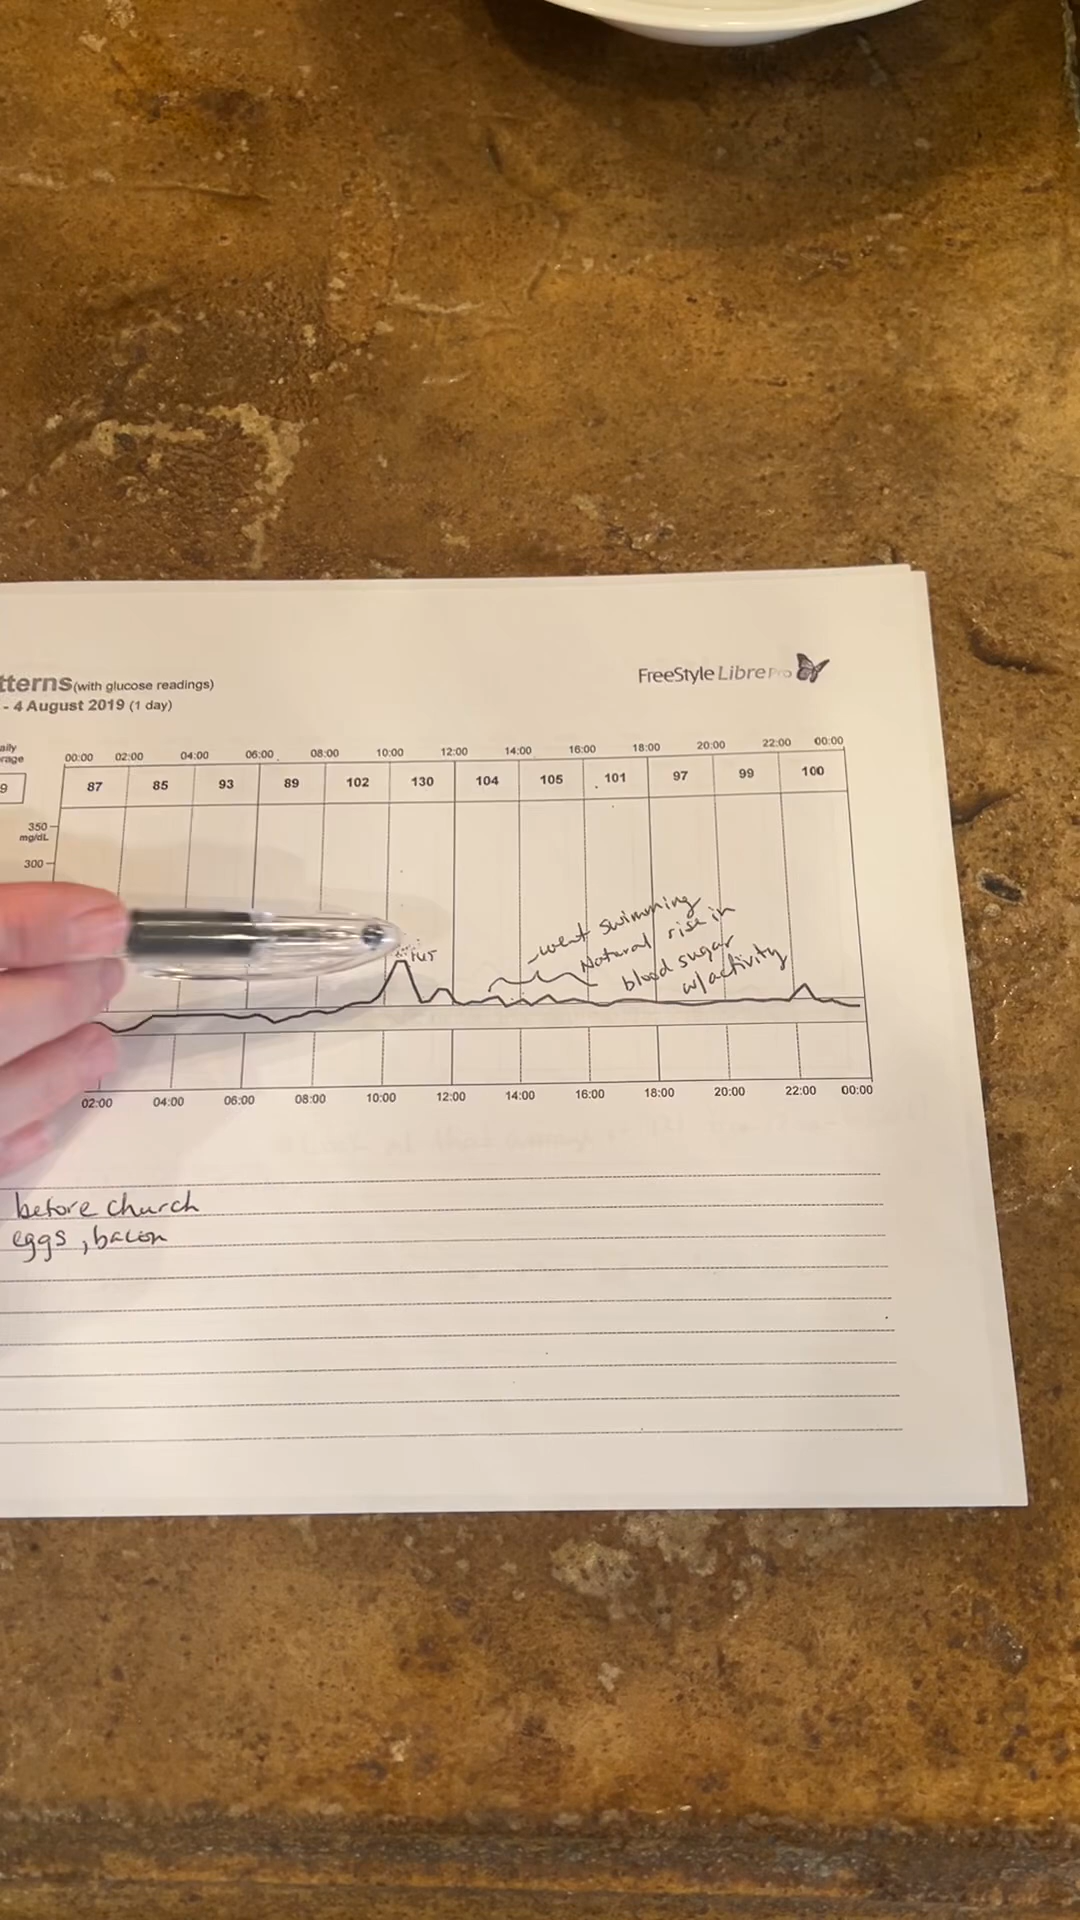 tterns (with glucose readings)
- 4 August 2019 (1 day)
FreeStyle Libre Pro
aily
rage
9
00:00 02:00 04:00 06:00 08:00 10:00 12:00 14:00 16:00 18:00 20:00 22:00 00:00
87 85 93 89 102 130 104 105 101 97 99 100
350
mg/dL
300
-went swimming
Natural rise in
blood sugar
w/activity
02:00 04:00 06:00 08:00 10:00 12:00 14:00 16:00 18:00 20:00 22:00 00:00
before church
eggs, bacon